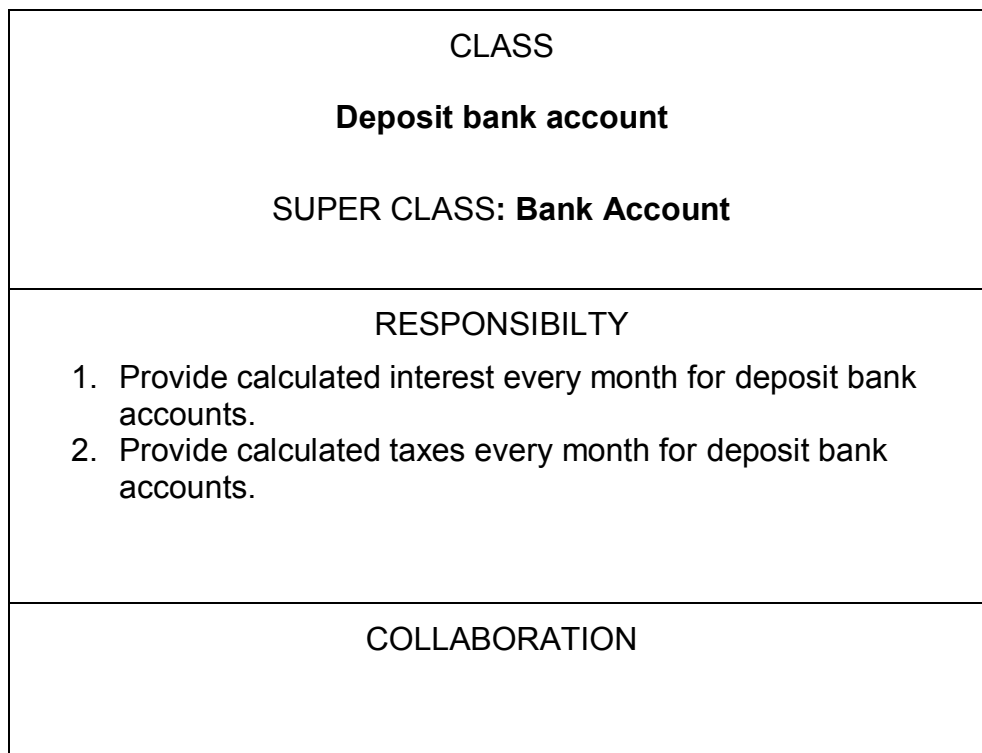 CLASS
Deposit bank account
SUPER CLASS: Bank Account
RESPONSIBILTY
1. Provide calculated interest every month for deposit bank
accounts.
2. Provide calculated taxes every month for deposit bank
accounts.
COLLABORATION